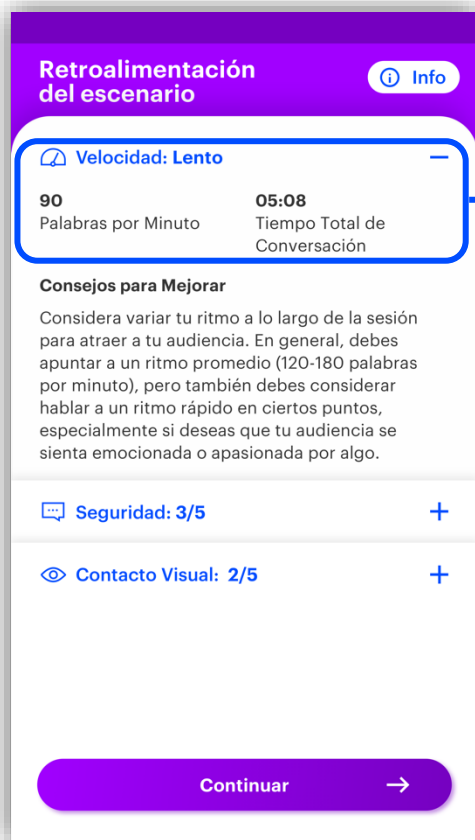 Retroalimentación
del escenario
Info
Velocidad: Lento
90
Palabras por Minuto
05:08
Tiempo Total de
Conversación
Consejos para Mejorar
Considera variar tu ritmo a lo largo de la sesión
para atraer a tu audiencia. En general, debes
apuntar a un ritmo promedio (120-180 palabras
por minuto), pero también debes considerar
hablar a un ritmo rápido en ciertos puntos,
especialmente si deseas que tu audiencia se
sienta emocionada o apasionada por algo.
Seguridad: 3/5
Contacto Visual: 2/5
Continuar